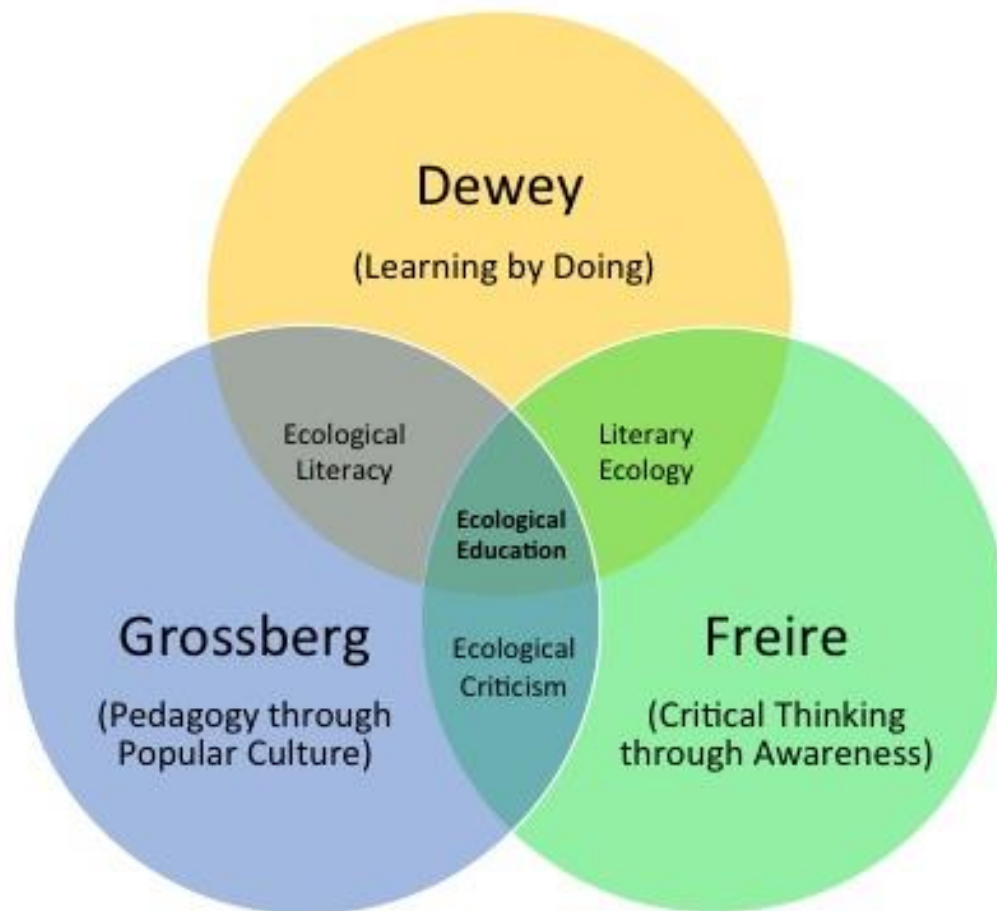 Dewey
(Learning by Doing)
Ecological
Literacy
Literary
Ecology
Ecological
Education
Grossberg
(Pedagogy through
Popular Culture)
Ecological
Criticism
Freire
(Critical Thinking
through Awareness)